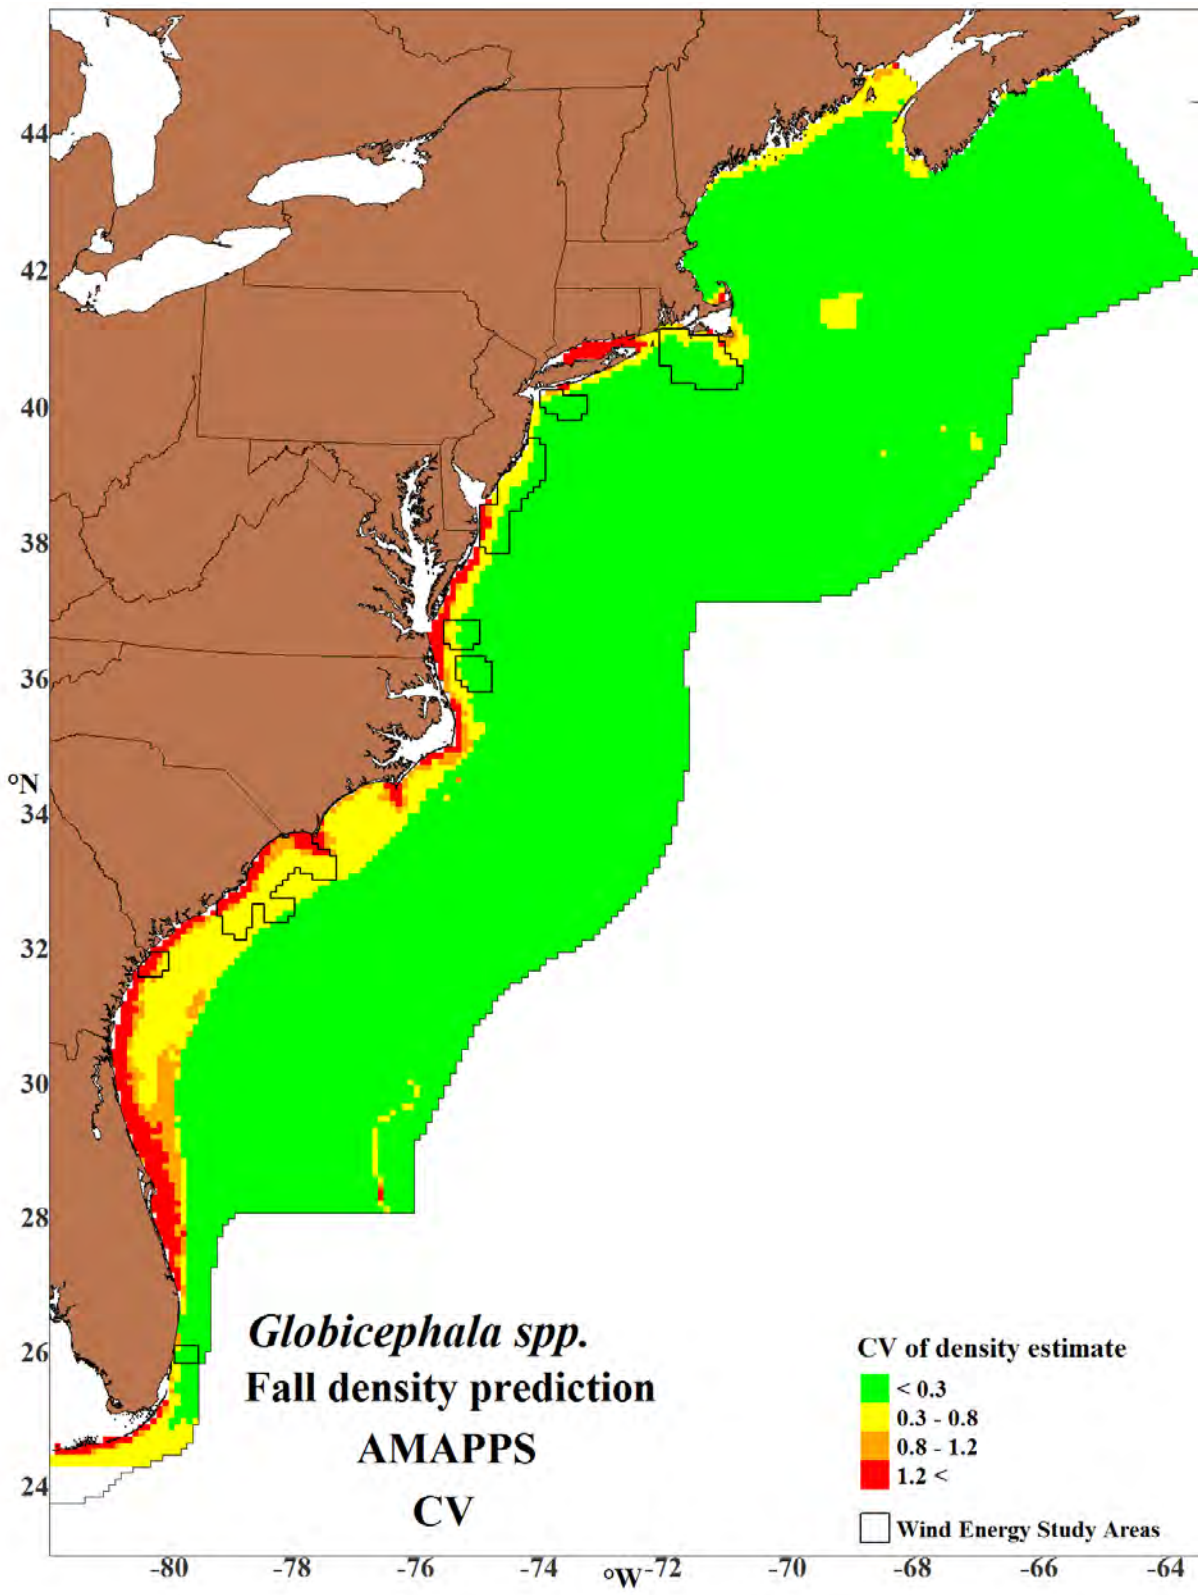 44
42
40
38
36
°N
34
32
30
28
26
24
Globicephala spp.
Fall density prediction
AMAPPS
CV
CV of density estimate
< 0.3
0.3 - 0.8
0.8 - 1.2
1.2 <
Wind Energy Study Areas
-80 -78 -76 -74 °W -72 -70 -68 -66 -64